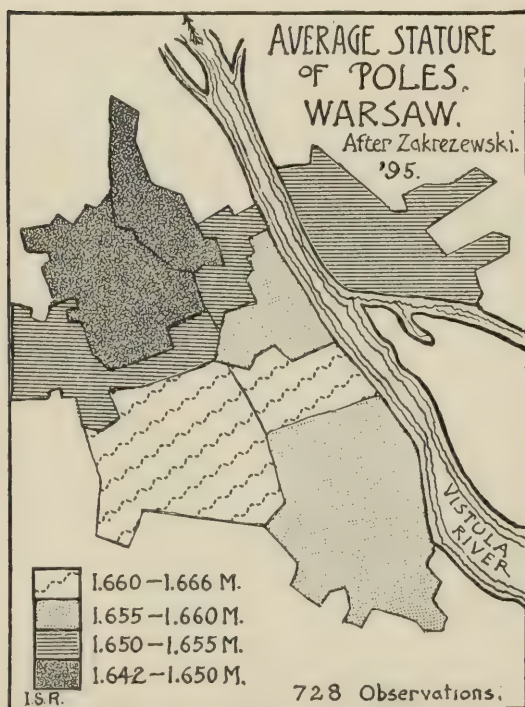 AVERAGE STATURE
OF POLES.
WARSAW.
After Zakrezewski.
'95.
VISTULA
RIVER
1.660–1.666 M.
1.655–1.660 M.
1.650–1.655 M.
1.642–1.650 M.
I.S.R.
728 Observations.